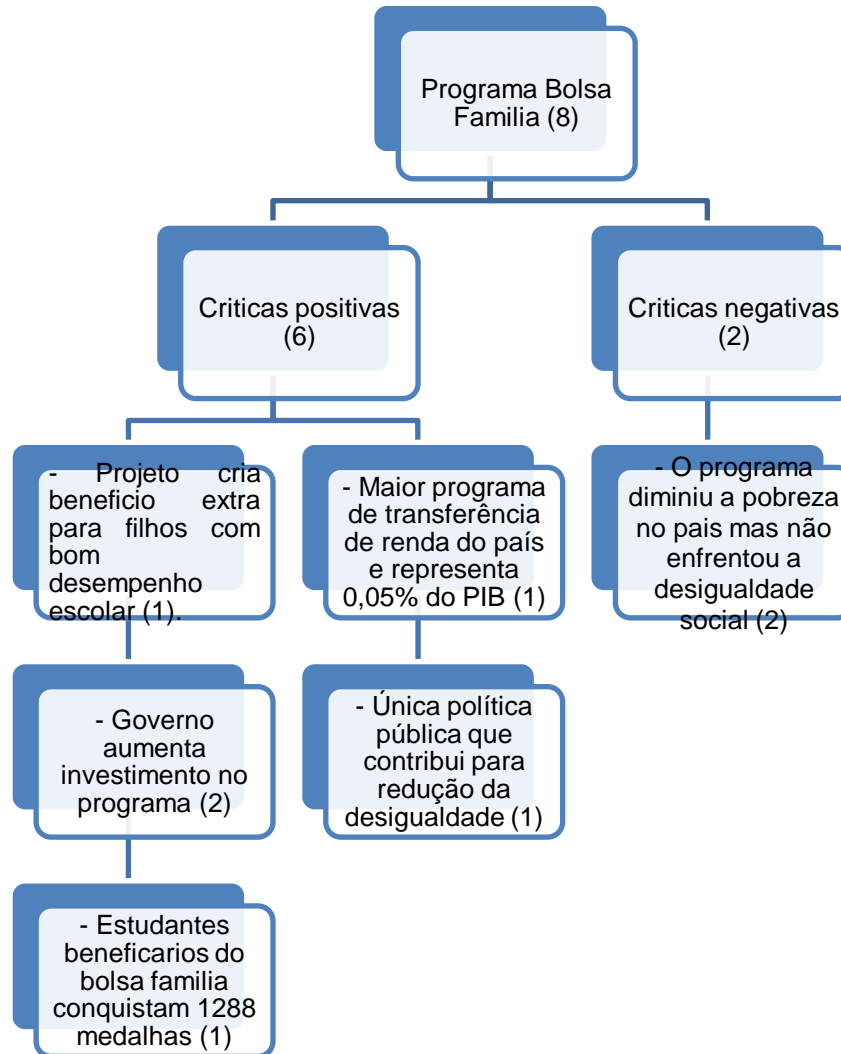 Programa Bolsa
Familia (8)
Criticas positivas
(6)
Criticas negativas
(2)
- Projeto cria
beneficio extra
para filhos com
bom
desempenho
escolar (1).
- Maior programa
de transferência
de renda do país
e representa
0,05% do PIB (1)
- O programa
diminiu a pobreza
no pais mas não
enfrentou a
desigualdade
social (2)
- Governo
aumenta
investimento no
programa (2)
- Única política
pública que
contribui para
redução da
desigualdade (1)
- Estudantes
beneficarios do
bolsa familia
conquistam 1288
medalhas (1)